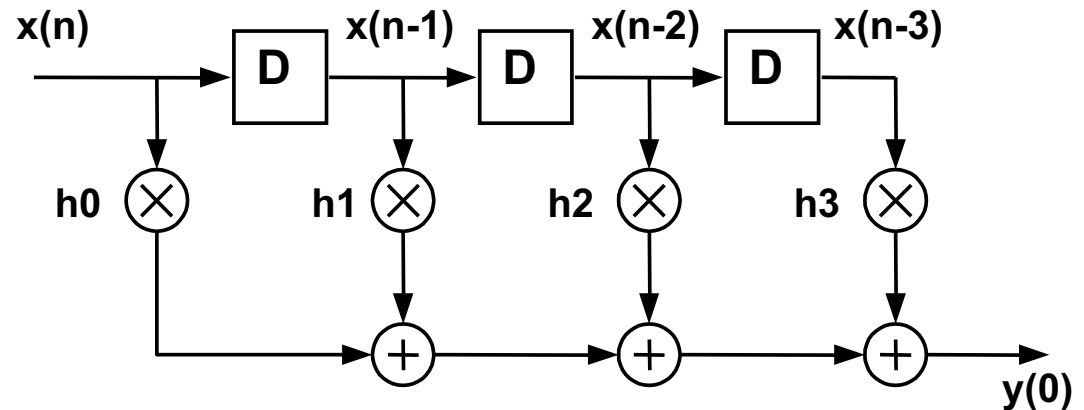 x(n) x(n-1) x(n-2) x(n-3)
D D D
h0 h1 h2 h3
y(0)